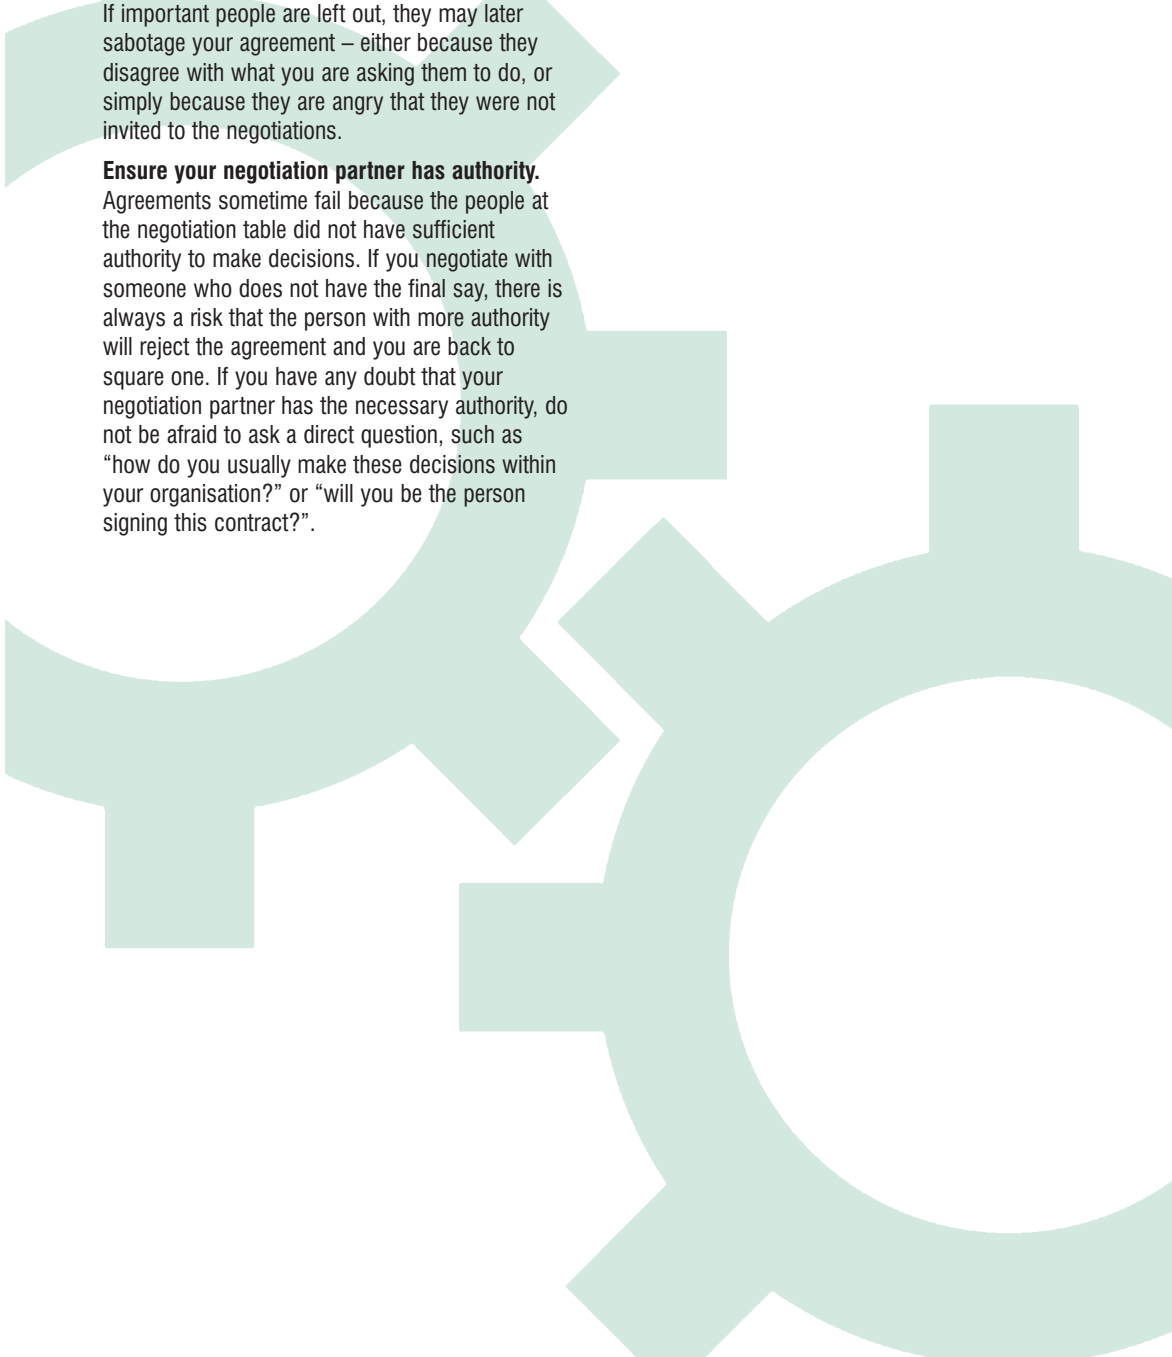 If important people are left out, they may later
sabotage your agreement – either because they
disagree with what you are asking them to do, or
simply because they are angry that they were not
invited to the negotiations.
Ensure your negotiation partner has authority.
Agreements sometime fail because the people at
the negotiation table did not have sufficient
authority to make decisions. If you negotiate with
someone who does not have the final say, there is
always a risk that the person with more authority
will reject the agreement and you are back to
square one. If you have any doubt that your
negotiation partner has the necessary authority, do
not be afraid to ask a direct question, such as
“how do you usually make these decisions within
your organisation?” or “will you be the person
signing this contract?”.